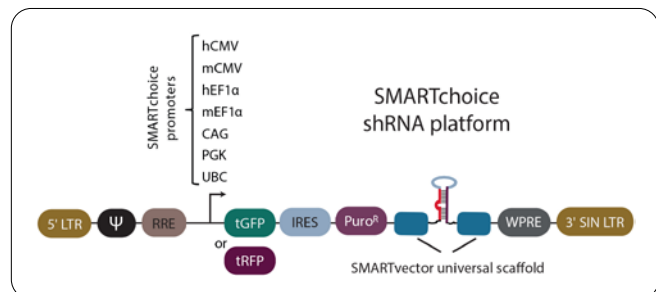 hCMV
mCMV
hEF1α
mEF1α
CAG
PGK
UBC
SMARTchoice
promoters
SMARTchoice
shRNA platform
5' LTR
Ψ
RRE
tGFP
IRES
Puroᴿ
WPRE
3' SIN LTR
or
tRFP
SMARTvector universal scaffold